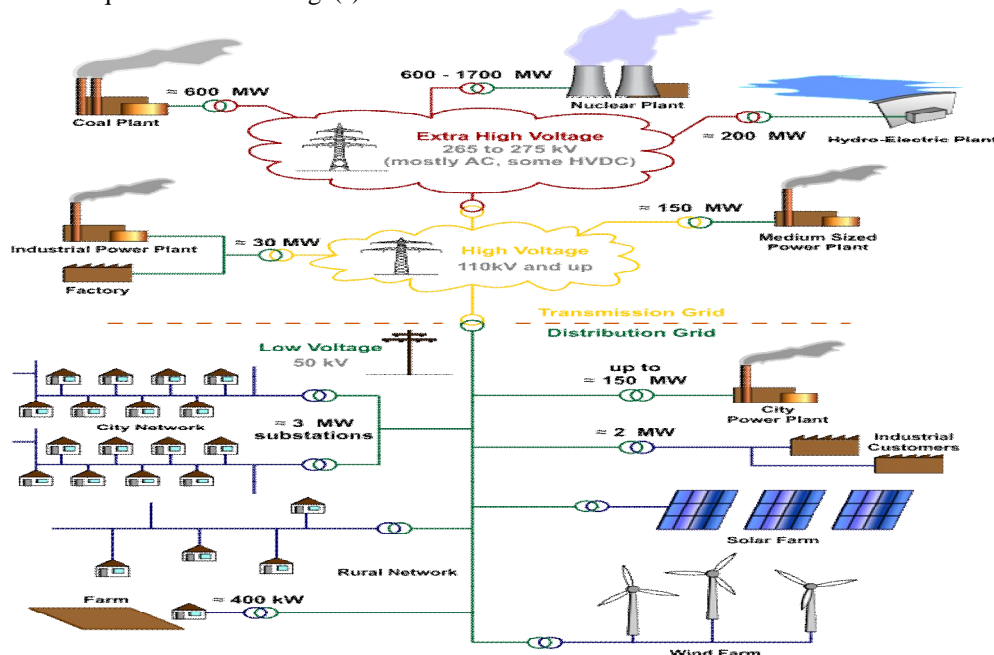 ≈ 600 MW
Coal Plant
600 - 1700 MW
Nuclear Plant
≈ 200 MW
Hydro-Electric Plant
Extra High Voltage
265 to 275 kV
(mostly AC, some HVDC)
≈ 150 MW
Medium Sized
Power Plant
Industrial Power Plant
≈ 30 MW
Factory
High Voltage
110kV and up
Transmission Grid
Distribution Grid
Low Voltage
50 kV
up to
≈ 150 MW
City
Power Plant
City Network
≈ 3 MW
substations
≈ 2 MW
Industrial
Customers
Solar Farm
Rural Network
Farm
≈ 400 kW
Wind Farm